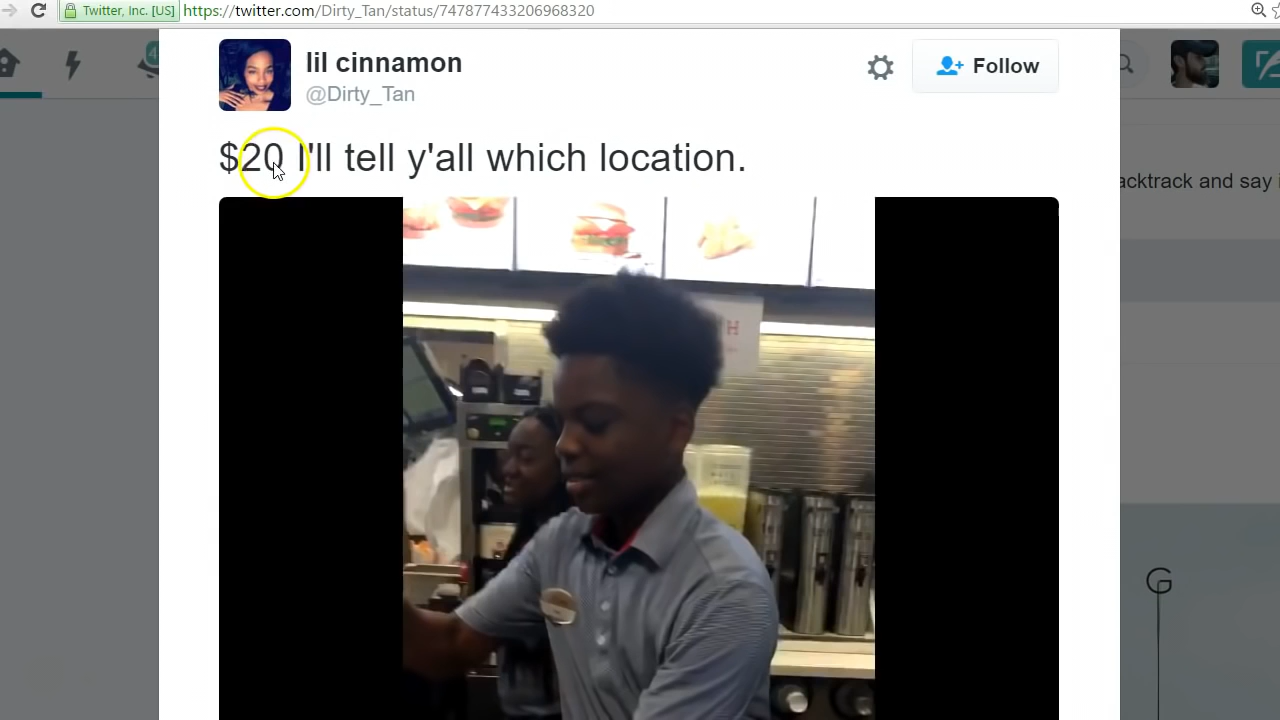 Twitter, Inc. [US] https://twitter.com/Dirty_Tan/status/747877433206968320
4
lil cinnamon
@Dirty_Tan
Follow
$20 I'll tell y'all which location.
acktrack and say i
H
G